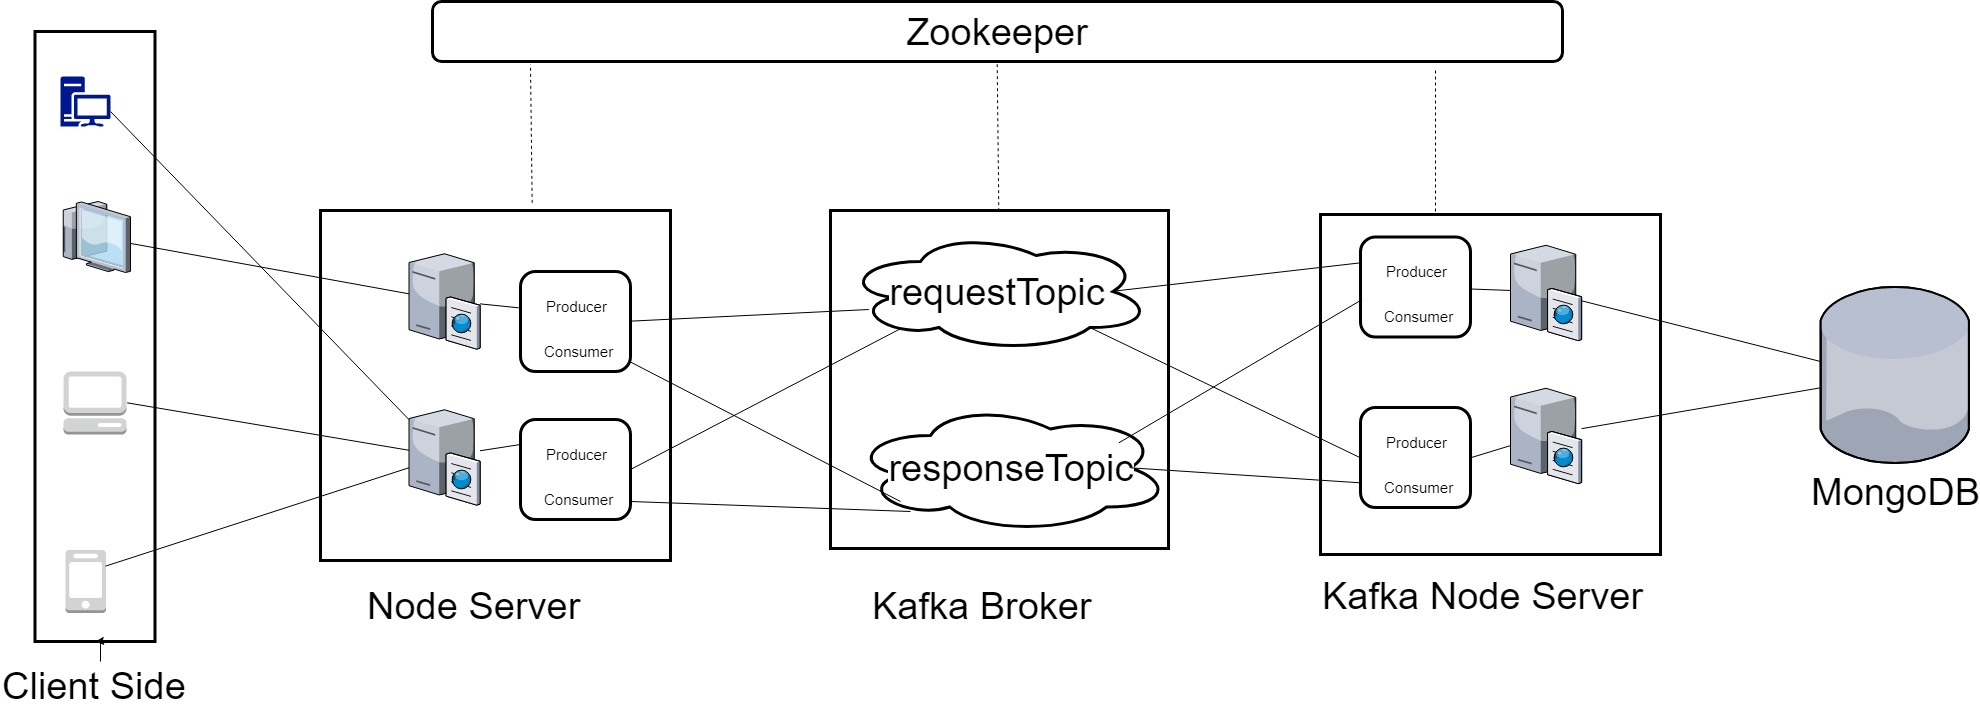 Zookeeper
Producer
Consumer
Producer
Consumer
requestTopic
responseTopic
Producer
Consumer
Producer
Consumer
MongoDB
Node Server
Kafka Broker
Kafka Node Server
Client Side